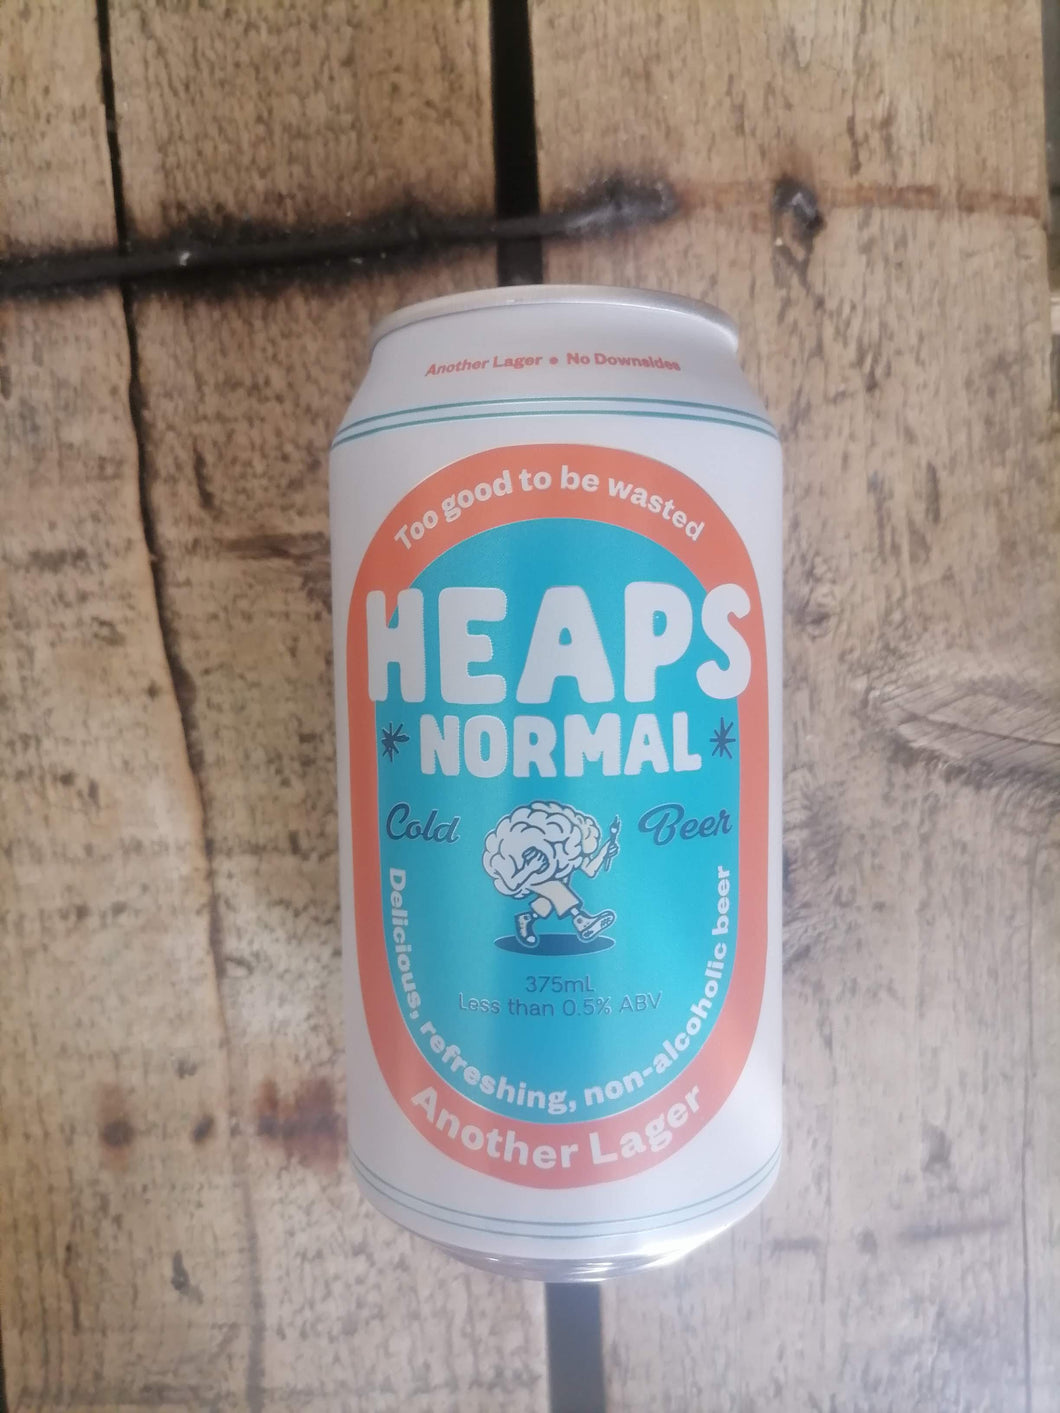 Another Lager • No Downsides
Too good to be wasted
HEAPS
* NORMAL *
Cold Beer
Delicious, refreshing, non-alcoholic beer
375mL
Less than 0.5% ABV
Another Lager